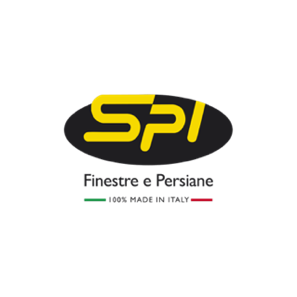 SPI
Finestre e Persiane
100% MADE IN ITALY